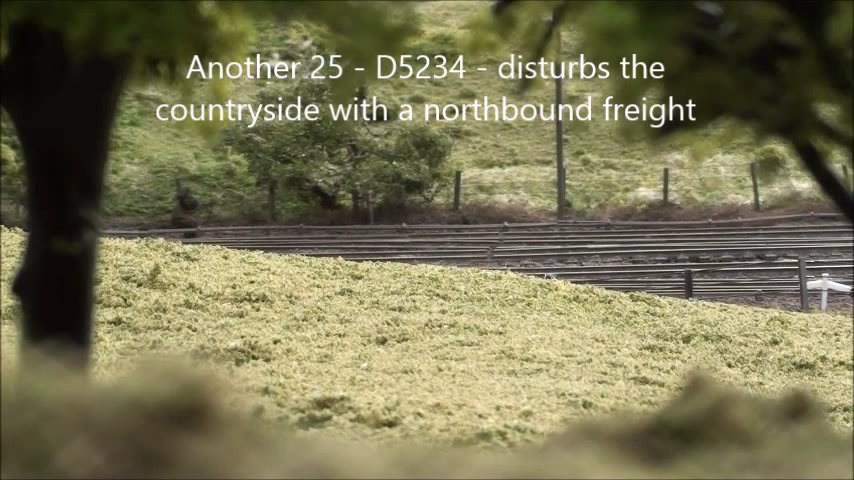 Another 25 - D5234 - disturbs the
countryside with a northbound freight